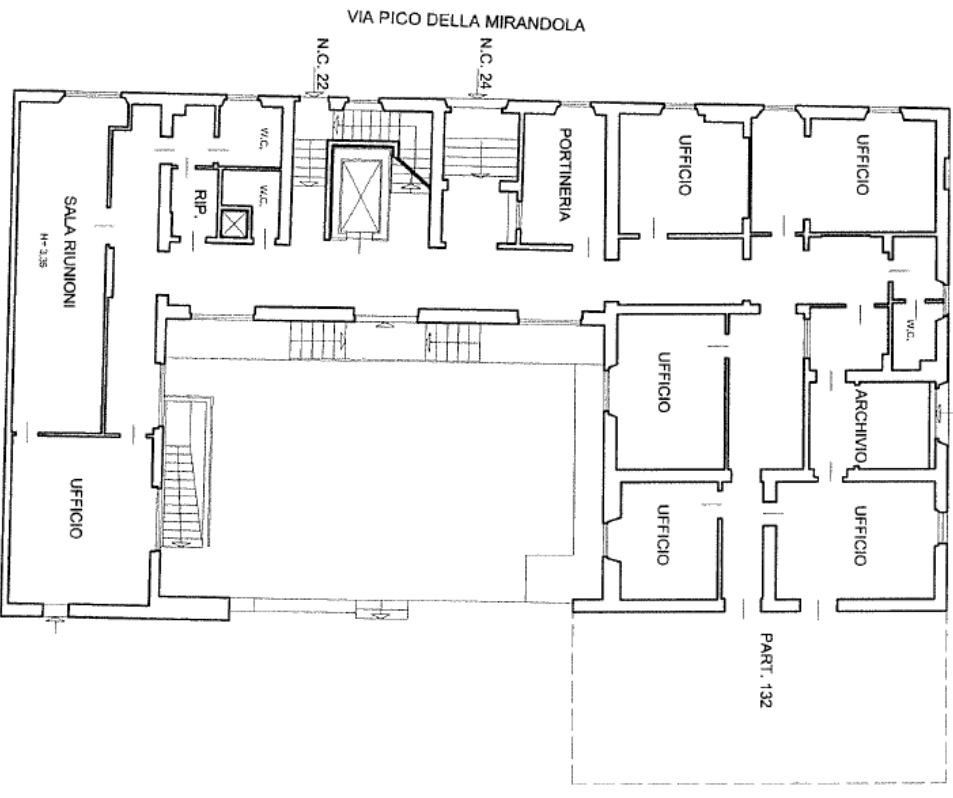 VIA PICO DELLA MIRANDOLA
N.C. 22
N.C. 24
W.C.
W.C.
RIP.
PORTINERIA
UFFICIO
UFFICIO
SALA RIUNIONI
H= 3,35
W.C.
UFFICIO
ARCHIVIO
UFFICIO
UFFICIO
UFFICIO
PART. 132